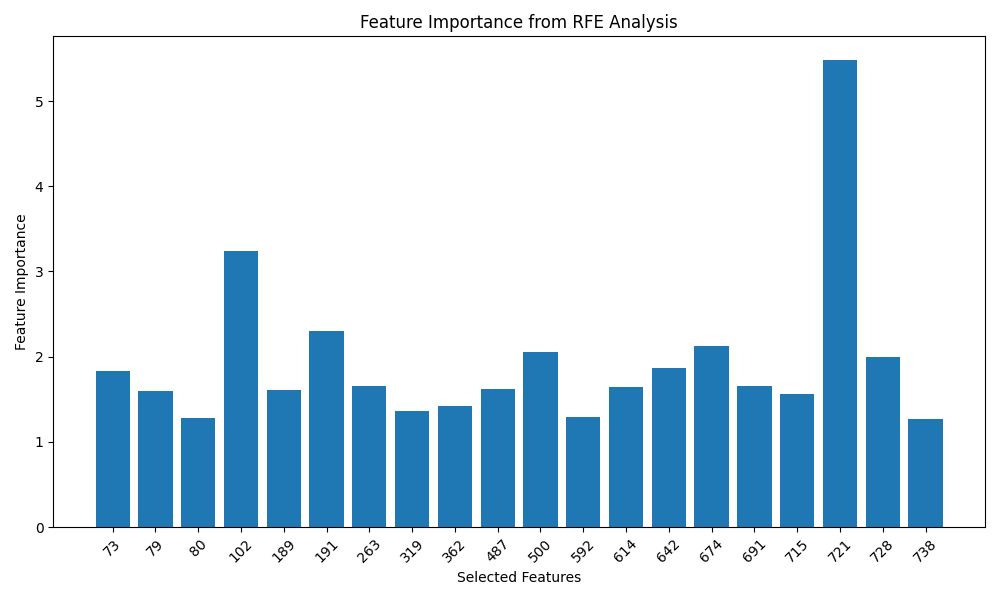 Feature Importance from RFE Analysis
Feature Importance
5
4
3
2
1
0
73 79 80 102 189 191 263 319 362 487 500 592 614 642 674 691 715 721 728 738
Selected Features